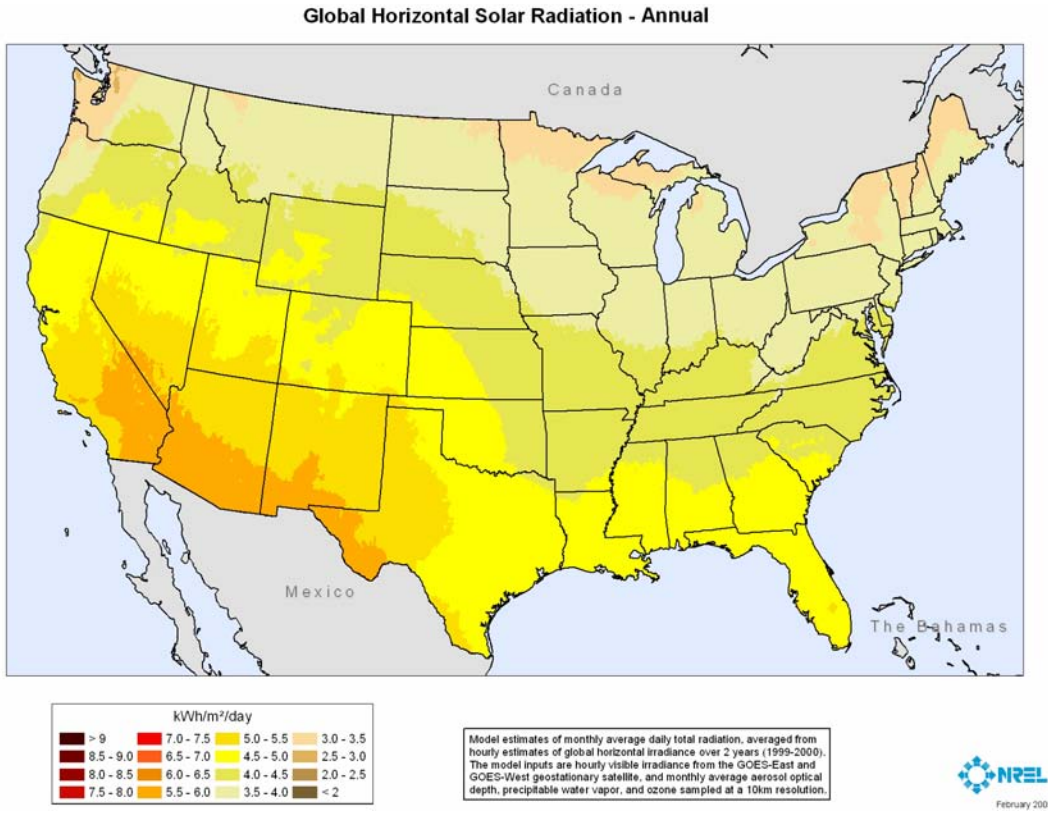 Global Horizontal Solar Radiation - Annual
Canada
Mexico
The Bahamas
kWh/m²/day
> 9 7.0 - 7.5 5.0 - 5.5 3.0 - 3.5
8.5 - 9.0 6.5 - 7.0 4.5 - 5.0 2.5 - 3.0
8.0 - 8.5 6.0 - 6.5 4.0 - 4.5 2.0 - 2.5
7.5 - 8.0 5.5 - 6.0 3.5 - 4.0 < 2
Model estimates of monthly average daily total radiation, averaged from
hourly estimates of global horizontal irradiance over 2 years (1999-2000).
The model inputs are hourly visible irradiance from the GOES-East and
GOES-West geostationary satellite, and monthly average aerosol optical
depth, precipitable water vapor, and ozone sampled at a 10km resolution.
NREL
February 200